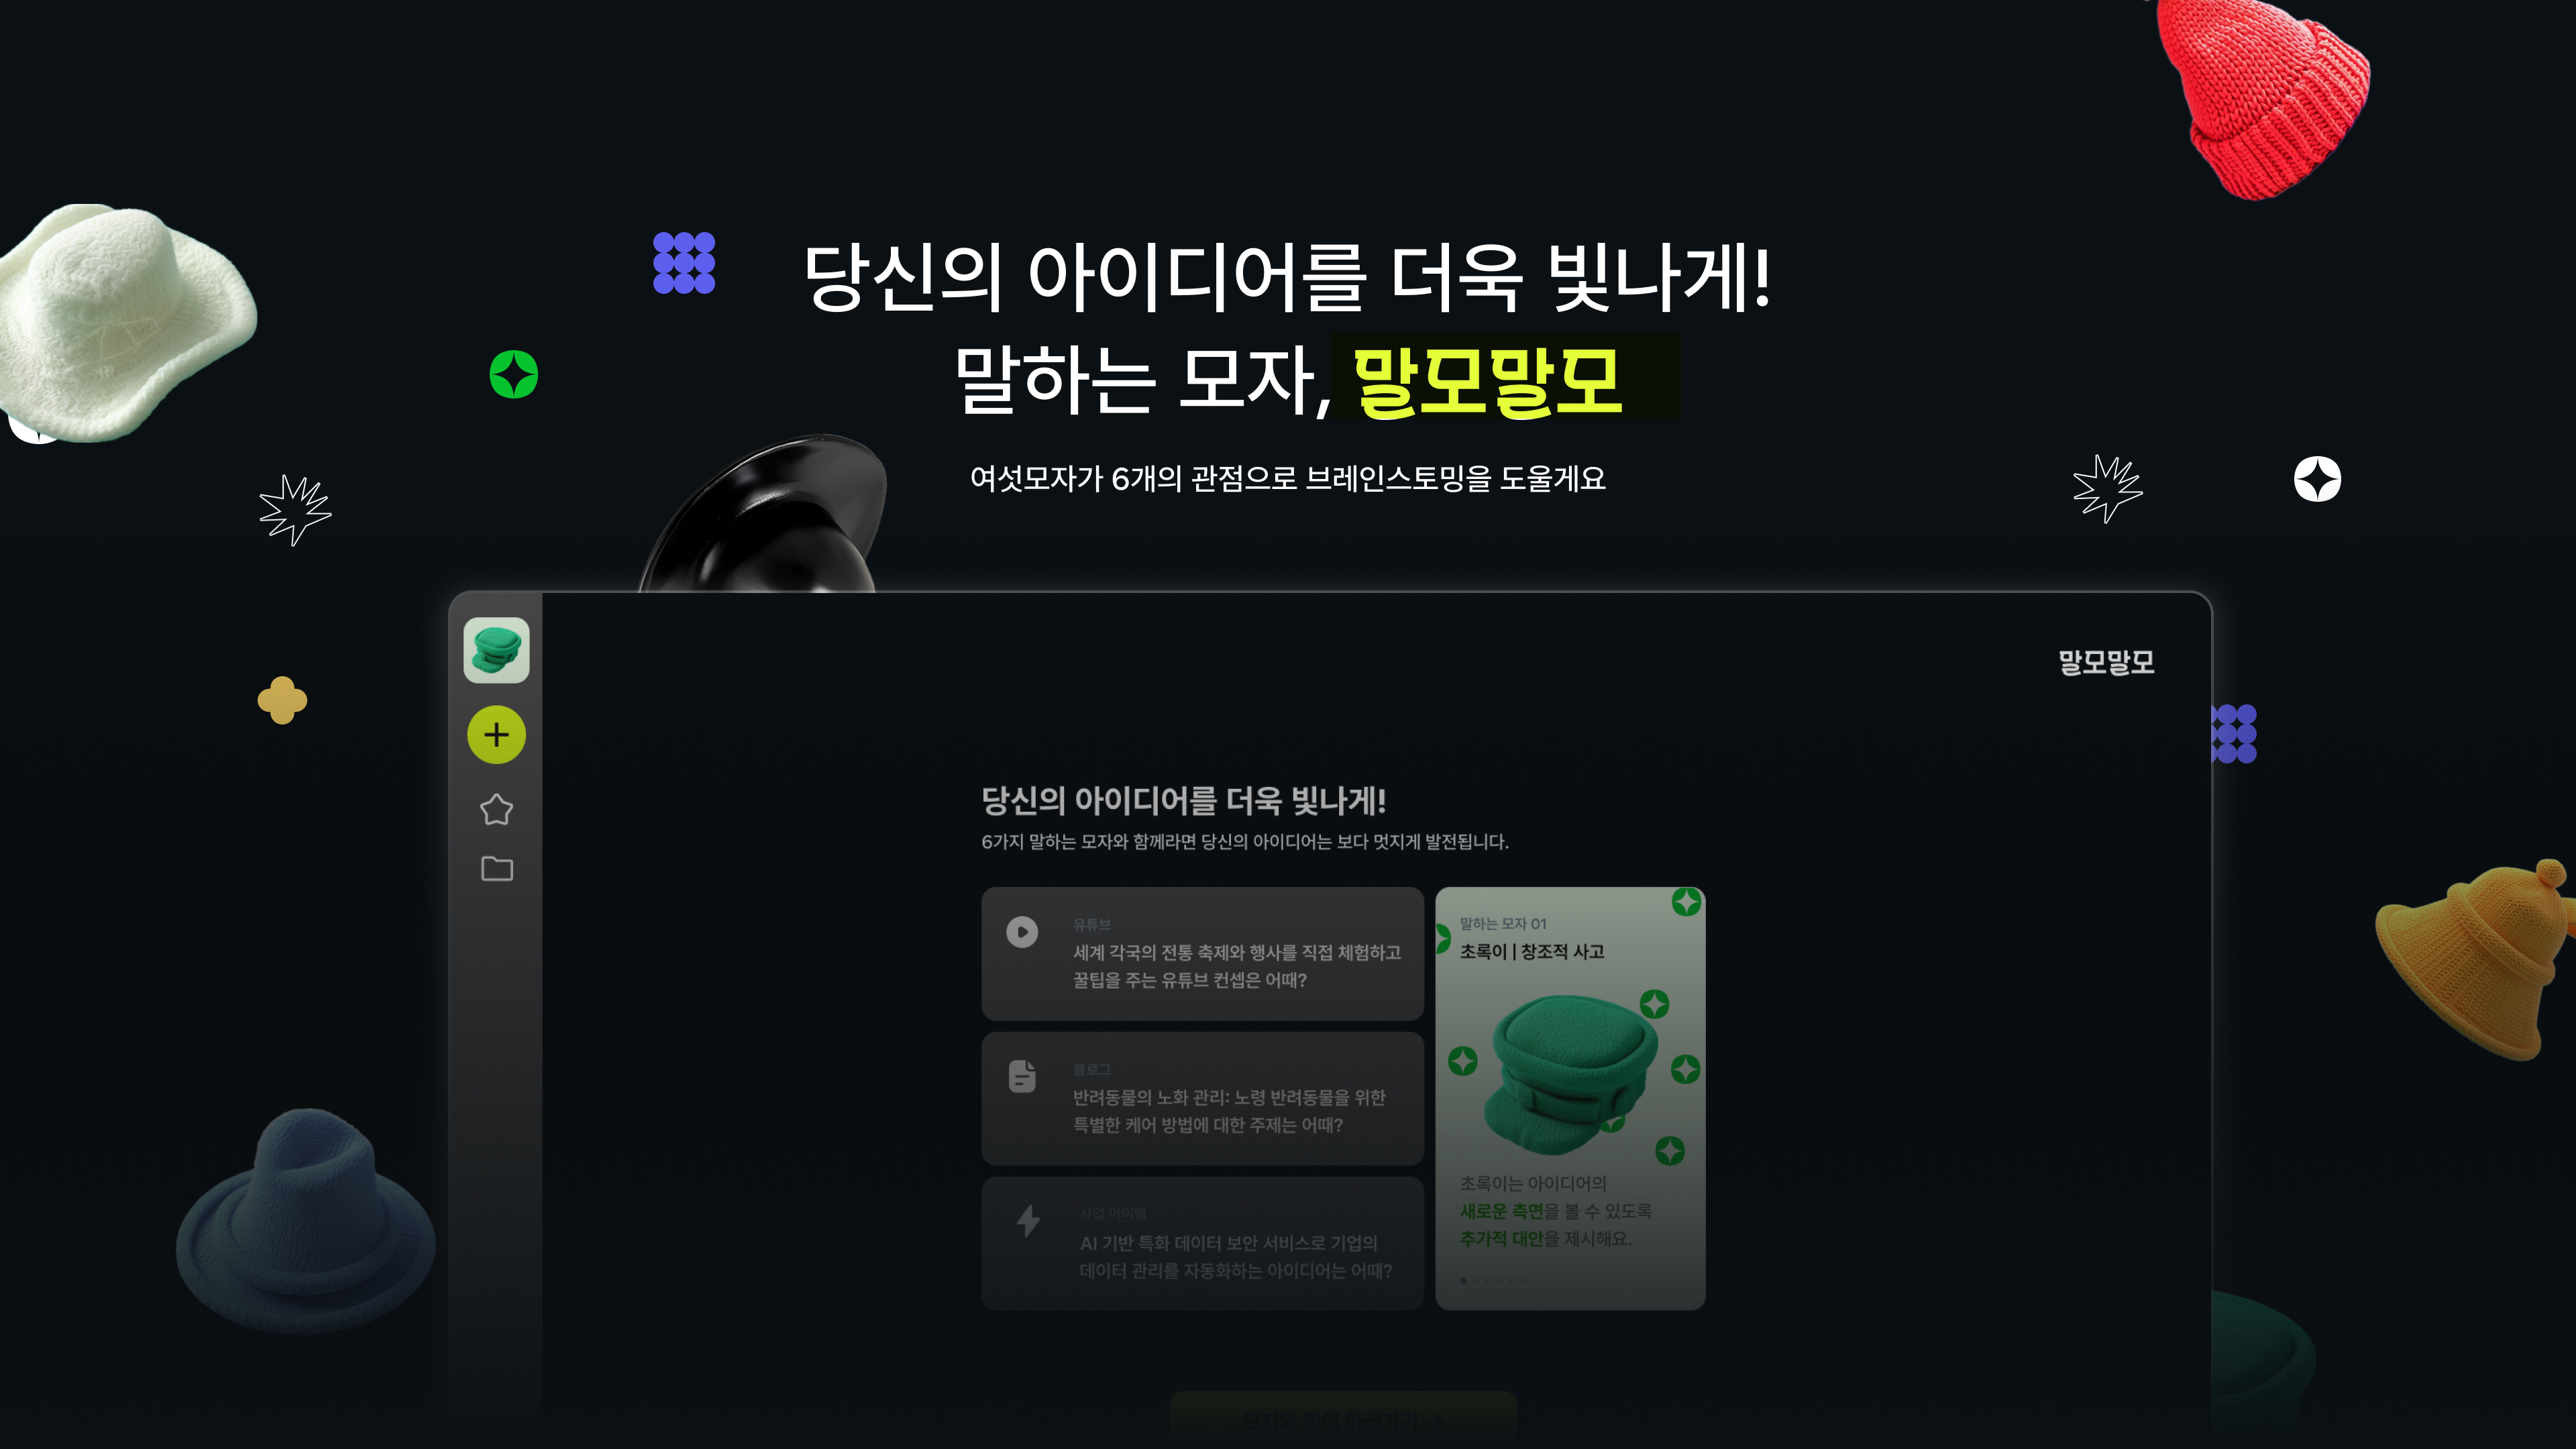 당신의 아이디어를 더욱 빛나게!
말하는 모자, 말모말모
여섯모자가 6개의 관점으로 브레인스토밍을 도울게요
말모말모
당신의 아이디어를 더욱 빛나게!
6가지 말하는 모자와 함께라면 당신의 아이디어는 보다 멋지게 발전됩니다.
유튜브
세계 각국의 전통 축제와 행사를 직접 체험하고
꿀팁을 주는 유튜브 컨셉은 어때?
블로그
반려동물의 노화 관리: 노령 반려동물을 위한
특별한 케어 방법에 대한 주제는 어때?
사업 아이템
AI 기반 특화 데이터 보안 서비스로 기업의
데이터 관리를 자동화하는 아이디어는 어때?
말하는 모자 01
초록이 | 창조적 사고
초록이는 아이디어의
새로운 측면을 볼 수 있도록
추가적 대안을 제시해요.
모자와 회의 하러가기 →